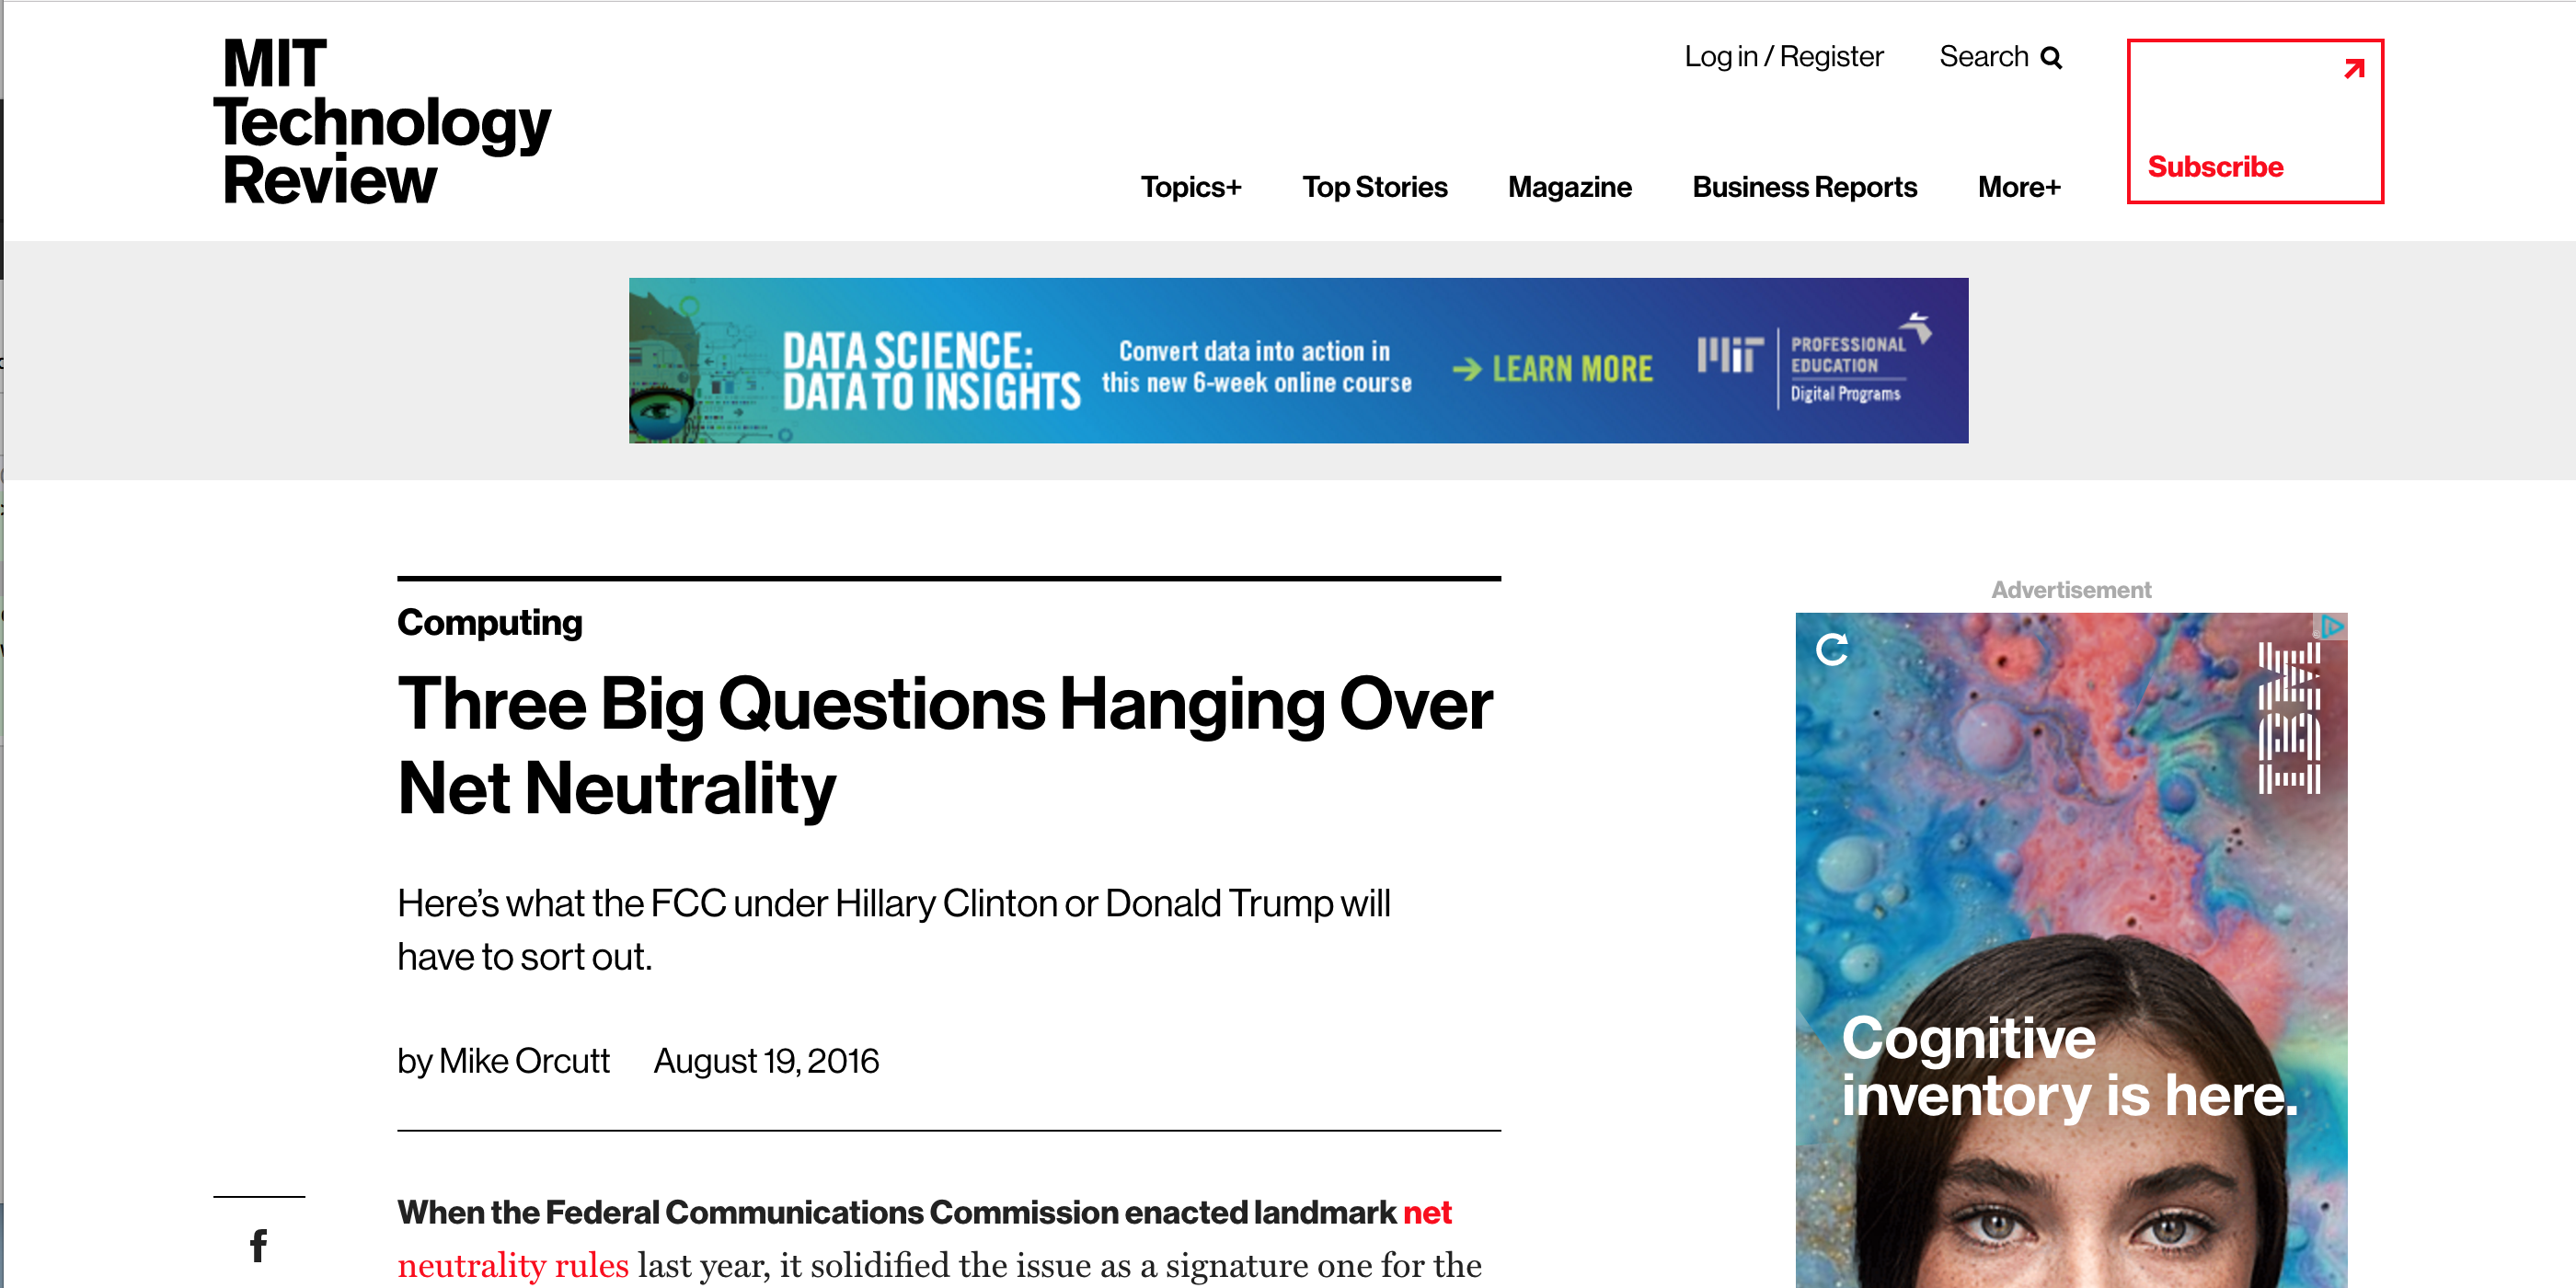 MIT
Technology
Review
Log in / Register
Search
Subscribe
Topics+
Top Stories
Magazine
Business Reports
More+
DATA SCIENCE:
DATA TO INSIGHTS
Convert data into action in
this new 6-week online course
LEARN MORE
MIT
PROFESSIONAL
EDUCATION
Digital Programs
Computing
Three Big Questions Hanging Over
Net Neutrality
Here’s what the FCC under Hillary Clinton or Donald Trump will
have to sort out.
by Mike Orcutt August 19, 2016
f
When the Federal Communications Commission enacted landmark net
neutrality rules last year, it solidified the issue as a signature one for the
Advertisement
IBM
Cognitive
inventory is here.